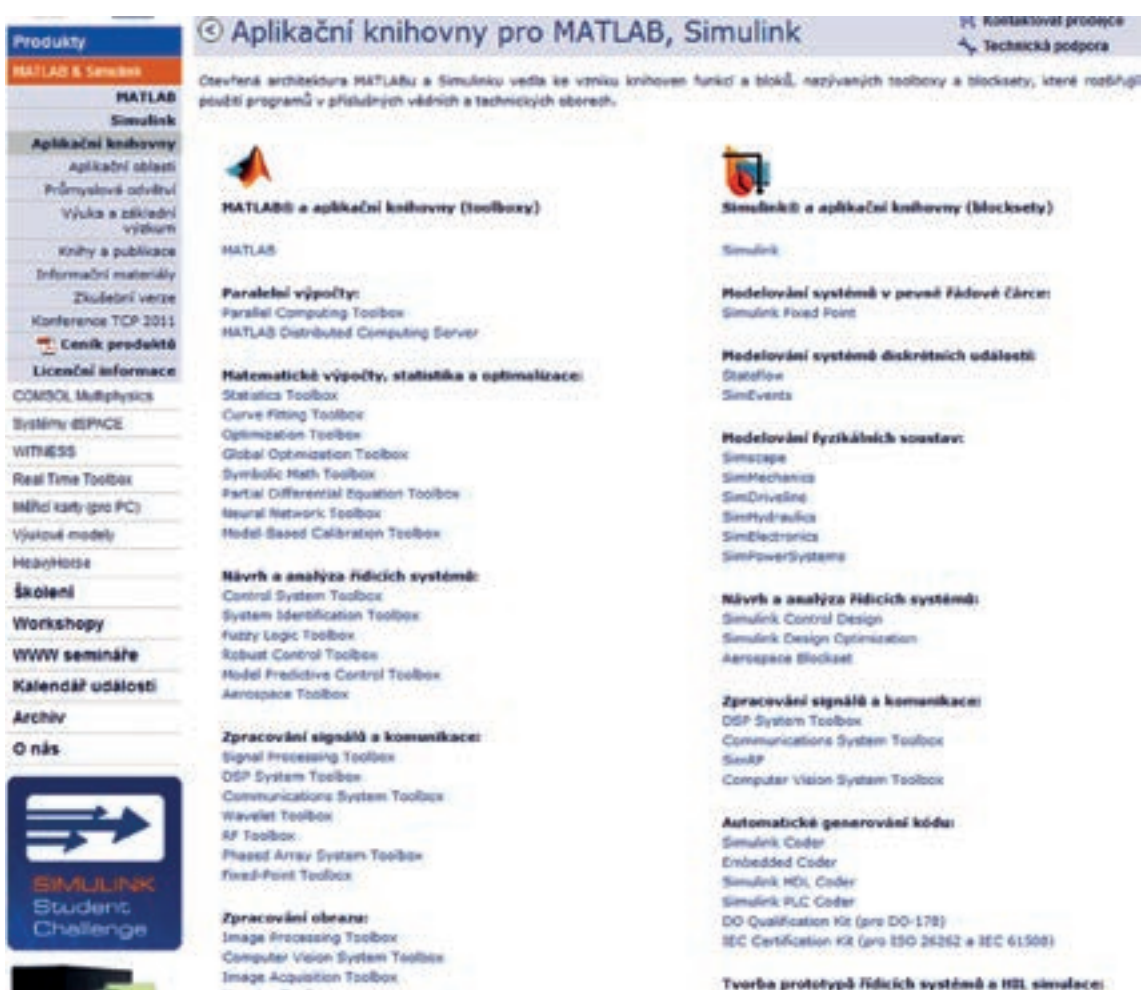 Produkty
MATLAB & Simulink
MATLAB
Simulink
Aplikační knihovny
Aplikační oblasti
Průmyslová odvětví
Výuka a základní
výzkum
Knihy a publikace
Informační materiály
Zkušební verze
Konference TCP 2011
Ceník produktů
Licenční informace
COMSOL Multiphysics
Systémy dSPACE
WITNESS
Real Time Toolbox
Měřicí karty (pro PC)
Výukové modely
HeavyHorse
Školení
Workshopy
WWW semináře
Kalendář událostí
Archiv
O nás
SIMULINK
Student
Challenge
Aplikační knihovny pro MATLAB, Simulink
Kontaktovat prodejce
Technická podpora
Otevřená architektura MATLABu a Simulinku vedla ke vzniku knihoven funkcí a bloků, nazývaných toolboxy a blocksety, které rozšiřují
použití programů v příslušných vědních a technických oborech.
MATLAB® a aplikační knihovny (toolboxy)
MATLAB
Paralelní výpočty:
Parallel Computing Toolbox
MATLAB Distributed Computing Server
Matematické výpočty, statistika a optimalizace:
Statistics Toolbox
Curve Fitting Toolbox
Optimization Toolbox
Global Optimization Toolbox
Symbolic Math Toolbox
Partial Differential Equation Toolbox
Neural Network Toolbox
Model-Based Calibration Toolbox
Návrh a analýza řídicích systémů:
Control System Toolbox
System Identification Toolbox
Fuzzy Logic Toolbox
Robust Control Toolbox
Model Predictive Control Toolbox
Aerospace Toolbox
Zpracování signálů a komunikace:
Signal Processing Toolbox
DSP System Toolbox
Communications System Toolbox
Wavelet Toolbox
RF Toolbox
Phased Array System Toolbox
Fixed-Point Toolbox
Zpracování obrazu:
Image Processing Toolbox
Computer Vision System Toolbox
Image Acquisition Toolbox
Simulink® a aplikační knihovny (blocksety)
Simulink
Modelování systémů v pevné řádové čárce:
Simulink Fixed Point
Modelování systémů diskrétních událostí:
Stateflow
SimEvents
Modelování fyzikálních soustav:
Simscape
SimMechanics
SimDriveline
SimHydraulics
SimElectronics
SimPowerSystems
Návrh a analýza řídicích systémů:
Simulink Control Design
Simulink Design Optimization
Aerospace Blockset
Zpracování signálů a komunikace:
DSP System Toolbox
Communications System Toolbox
SimRF
Computer Vision System Toolbox
Automatické generování kódu:
Simulink Coder
Embedded Coder
Simulink HDL Coder
Simulink PLC Coder
DO Qualification Kit (pro DO-178)
IEC Certification Kit (pro ISO 26262 a IEC 61508)
Tvorba prototypů řídicích systémů a HIL simulace: